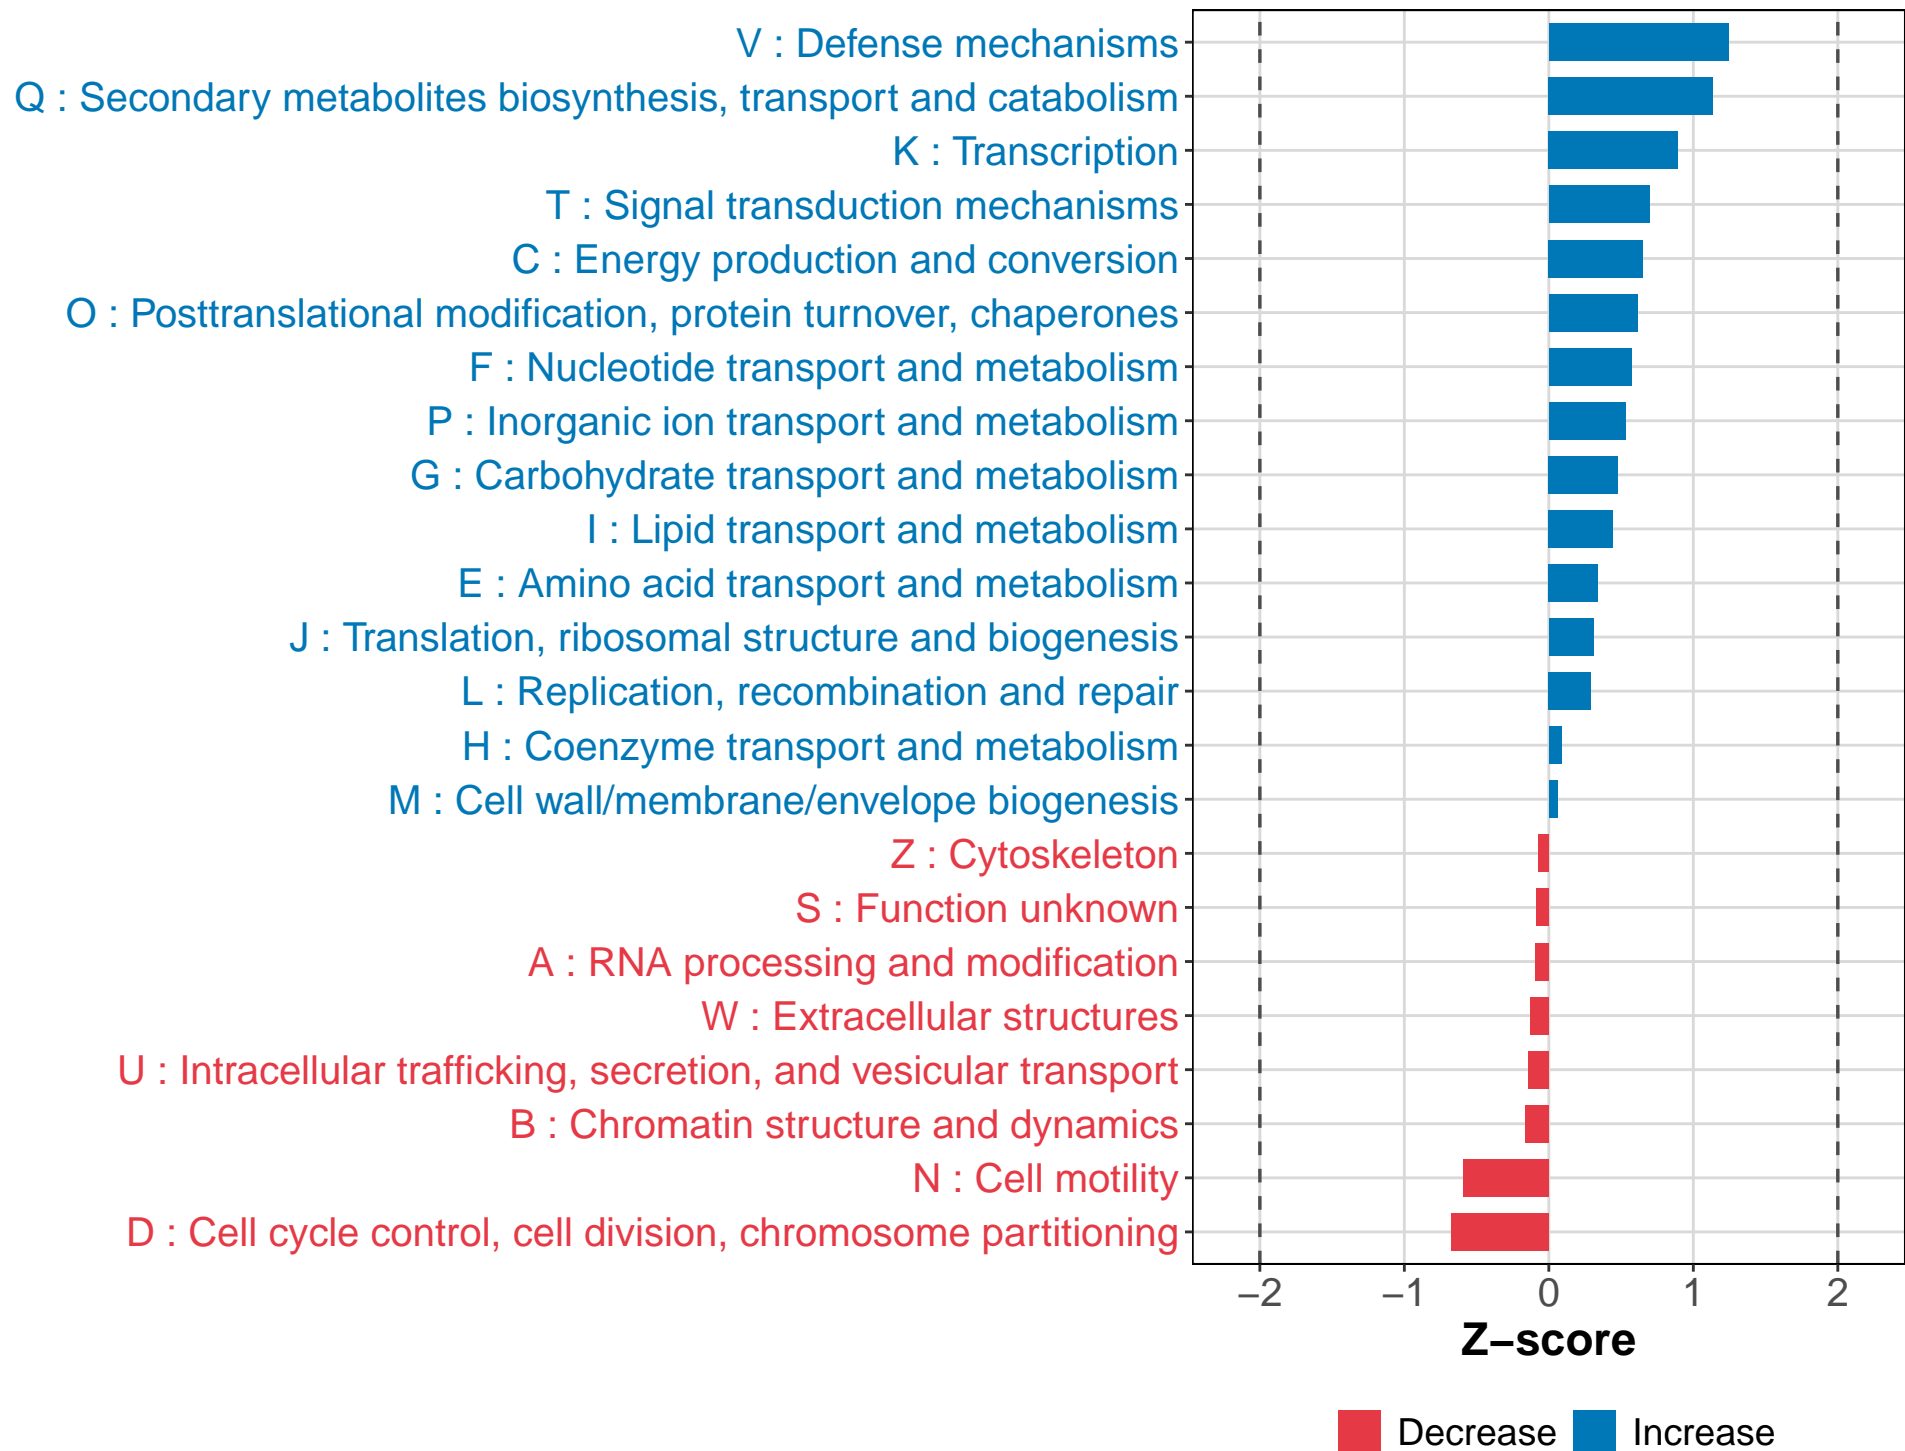 V : Defense mechanisms
Q : Secondary metabolites biosynthesis, transport and catabolism
K : Transcription
T : Signal transduction mechanisms
C : Energy production and conversion
O : Posttranslational modification, protein turnover, chaperones
F : Nucleotide transport and metabolism
P : Inorganic ion transport and metabolism
G : Carbohydrate transport and metabolism
I : Lipid transport and metabolism
E : Amino acid transport and metabolism
J : Translation, ribosomal structure and biogenesis
L : Replication, recombination and repair
H : Coenzyme transport and metabolism
M : Cell wall/membrane/envelope biogenesis
Z : Cytoskeleton
S : Function unknown
A : RNA processing and modification
W : Extracellular structures
U : Intracellular trafficking, secretion, and vesicular transport
B : Chromatin structure and dynamics
N : Cell motility
D : Cell cycle control, cell division, chromosome partitioning
−2 −1 0 1 2
Z−score
Decrease Increase